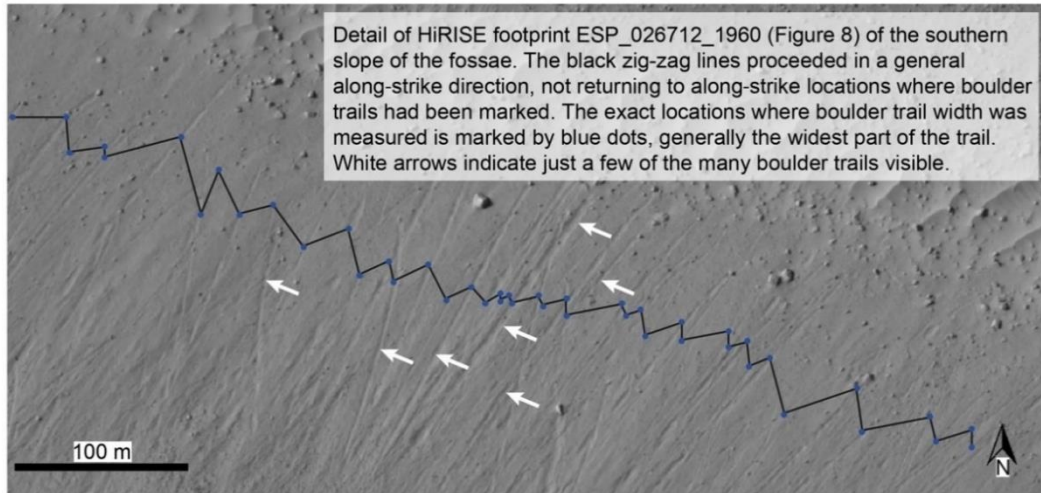 Detail of HiRISE footprint ESP_026712_1960 (Figure 8) of the southern
slope of the fossae. The black zig-zag lines proceeded in a general
along-strike direction, not returning to along-strike locations where boulder
trails had been marked. The exact locations where boulder trail width was
measured is marked by blue dots, generally the widest part of the trail.
White arrows indicate just a few of the many boulder trails visible.
100 m
N